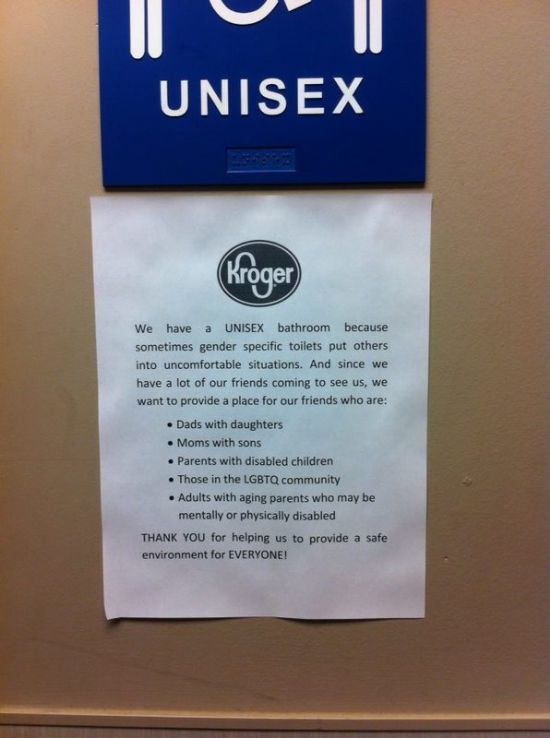 UNISEX
Kroger
We have a UNISEX bathroom because
sometimes gender specific toilets put others
into uncomfortable situations. And since we
have a lot of our friends coming to see us, we
want to provide a place for our friends who are:
• Dads with daughters
• Moms with sons
• Parents with disabled children
• Those in the LGBTQ community
• Adults with aging parents who may be
mentally or physically disabled
THANK YOU for helping us to provide a safe
environment for EVERYONE!